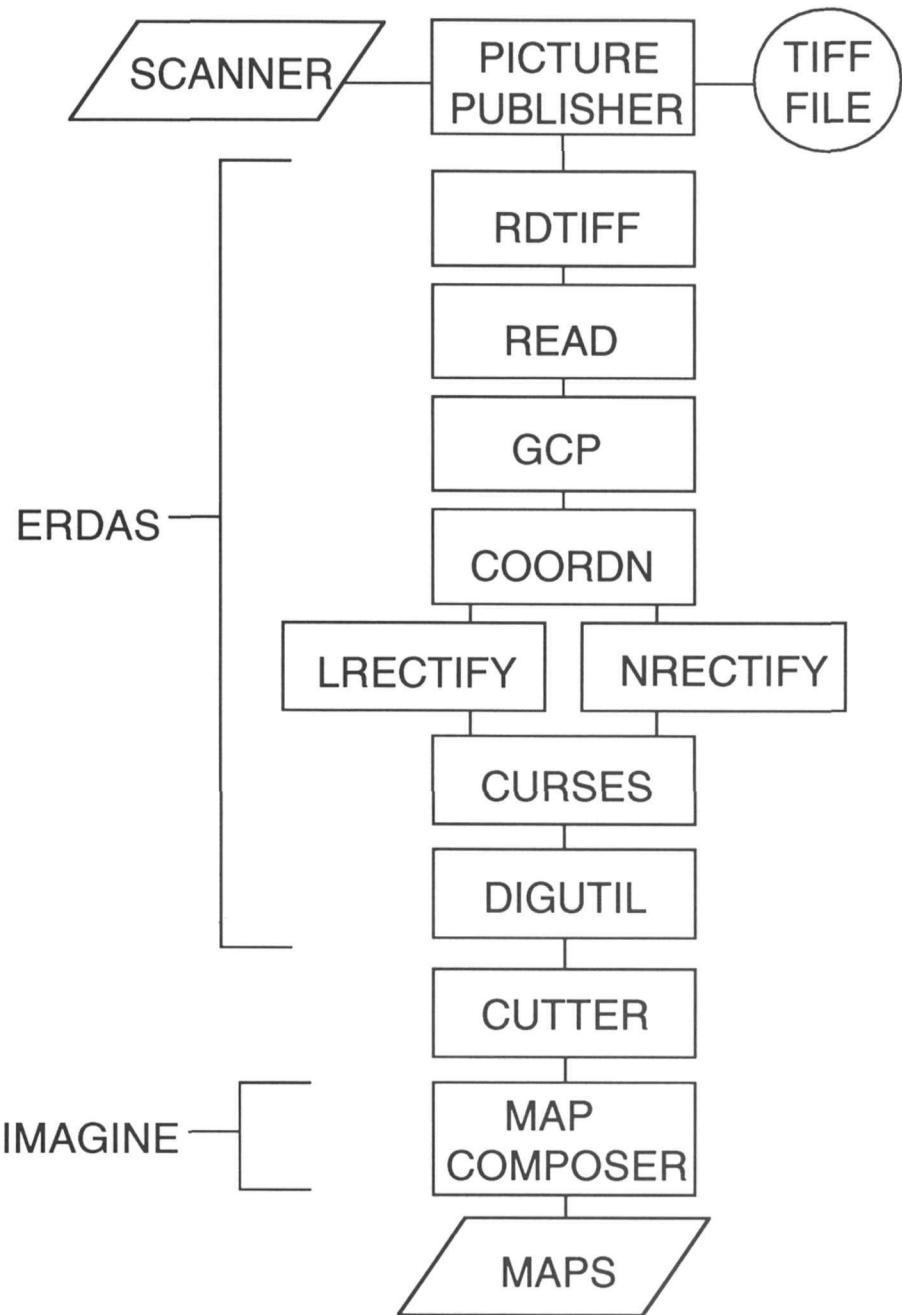 SCANNER
PICTURE
PUBLISHER
TIFF
FILE
RDTIFF
READ
GCP
ERDAS
COORDN
LRECTIFY
NRECTIFY
CURSES
DIGUTIL
CUTTER
IMAGINE
MAP
COMPOSER
MAPS